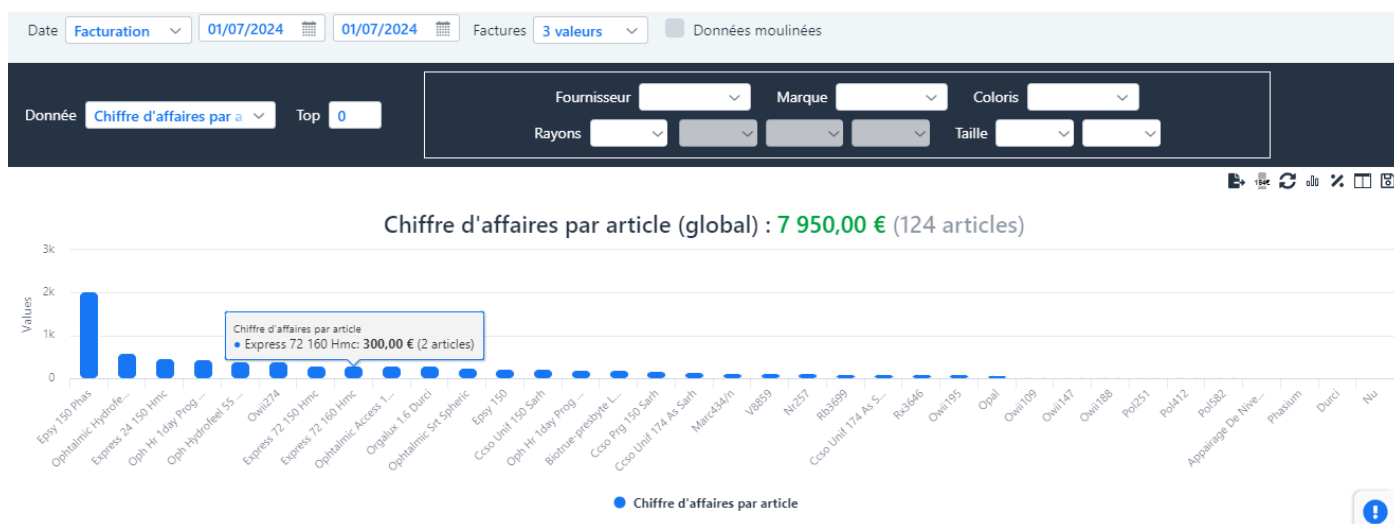 Date Facturation 01/07/2024 01/07/2024 Factures 3 valeurs Données moulinées
Fournisseur Marque Coloris
Donnée Chiffre d'affaires par a Top 0
Rayons Taille
184€
Chiffre d'affaires par article (global) : 7 950,00 € (124 articles)
3k
2k
1k
0
Values
Chiffre d'affaires par article
Express 72 160 Hmc: 300,00 € (2 articles)
Epsy 150 Phas
Ophtalmic Hydrofe...
Express 24 150 Hmc
Oph Hr 1day Prog ...
Oph Hydrofeel 55 ...
Owii274
Express 72 150 Hmc
Express 72 160 Hmc
Ophtalmic Access 1...
Orgalux 1.6 Durci
Ophtalmic Srt Spheric
Epsy 150
Ccso Unif 150 Sarh
Oph Hr 1day Prog ...
Biotrue-presbyte L...
Ccso Prg 150 Sarh
Ccso Unif 174 As Sarh
Marc434/n
V8859
Nr257
Rb3699
Ccso Unif 174 As S...
Rx3646
Owii195
Opal
Owii109
Owii147
Owii188
Pol251
Pol412
Pol582
Appairage De Nive...
Phasium
Durci
Nu
Chiffre d'affaires par article